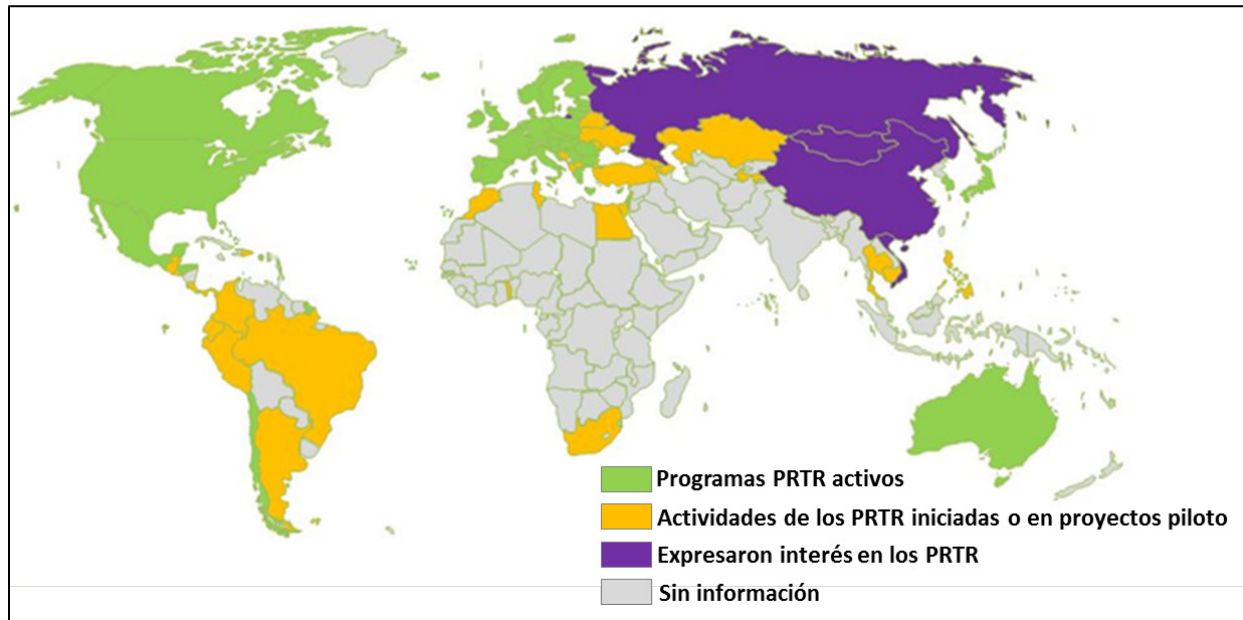 Programas PRTR activos
Actividades de los PRTR iniciadas o en proyectos piloto
Expresaron interés en los PRTR
Sin información